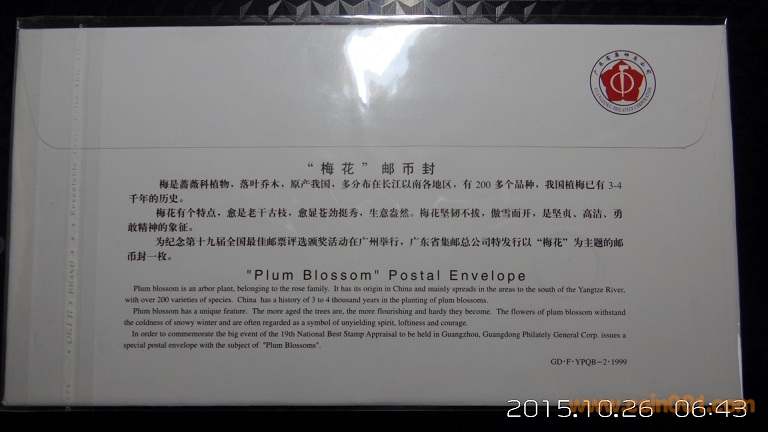 广东省集邮总公司
"梅花"邮币封
梅是蔷薇科植物，落叶乔木，原产我国，多分布在长江以南各地区，有 200 多个品种，我国植梅已有 3-4
千年的历史。
梅花有个特点，愈是老干古枝，愈显苍劲挺秀，生意盎然。梅花坚韧不拔，傲雪而开，是坚贞、高洁、勇
敢精神的象征。
为纪念第十九届全国最佳邮票评选颁奖活动在广州举行，广东省集邮总公司特发行以“梅花”为主题的邮
币封一枚。
"Plum Blossom" Postal Envelope
Plum blossom is an arbor plant, belonging to the rose family. It has its origin in China and mainly spreads in the areas to the south of the Yangtze River,
with over 200 varieties of species. China has a history of 3 to 4 thousand years in the planting of plum blossoms.
Plum blossom has a unique feature. The more aged the trees are, the more flourishing and hardy they become. The flowers of plum blossom withstand
the coldness of snowy winter and are often regarded as a symbol of unyielding spirit, loftiness and courage.
In order to commemorate the big event of the 19th National Best Stamp Appraisal to be held in Guangzhou, Guangdong Philately General Corp. issues a
special postal envelope with the subject of "Plum Blossoms".
GD·F·YPQB-2·1999
2015.10.26 06:43
www.coin001.com